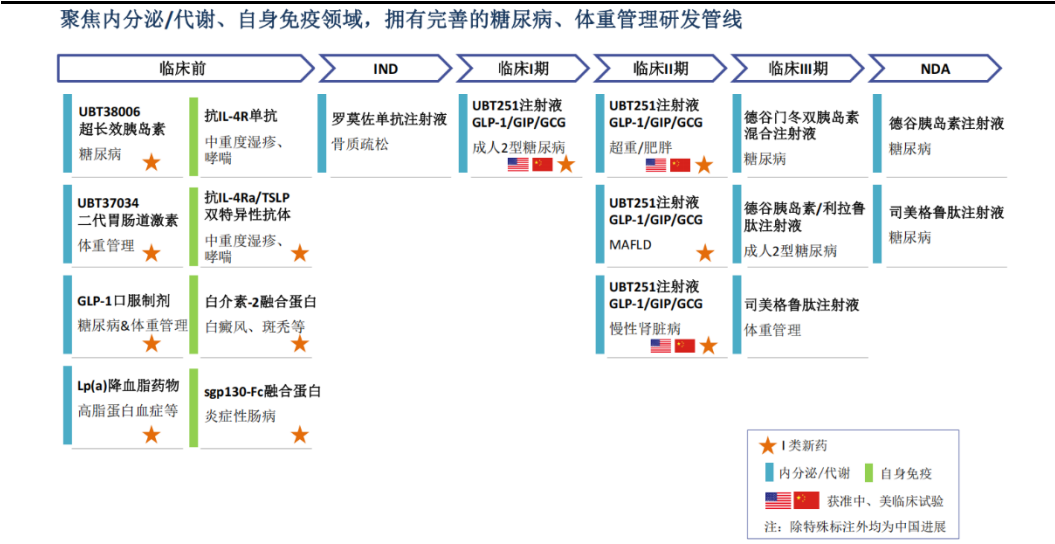 聚焦内分泌/代谢、自身免疫领域，拥有完善的糖尿病、体重管理研发管线
临床前
IND
临床I期
临床II期
临床III期
NDA
UBT38006
超长效胰岛素
糖尿病
UBT37034
二代胃肠道激素
体重管理
GLP-1口服制剂
糖尿病&体重管理
Lp(a)降血脂药物
高脂蛋白血症等
抗IL-4R单抗
中重度湿疹、
哮喘
抗IL-4Ra/TSLP
双特异性抗体
中重度湿疹、
哮喘
白介素-2融合蛋白
白癜风、斑秃等
sgp130-Fc融合蛋白
炎症性肠病
罗莫佐单抗注射液
骨质疏松
UBT251注射液
GLP-1/GIP/GCG
成人2型糖尿病
UBT251注射液
GLP-1/GIP/GCG
超重/肥胖
UBT251注射液
GLP-1/GIP/GCG
MAFLD
UBT251注射液
GLP-1/GIP/GCG
慢性肾脏病
德谷门冬双胰岛素
混合注射液
糖尿病
德谷胰岛素/利拉鲁
肽注射液
成人2型糖尿病
司美格鲁肽注射液
体重管理
德谷胰岛素注射液
糖尿病
司美格鲁肽注射液
糖尿病
I类新药
内分泌/代谢
自身免疫
获准中、美临床试验
注：除特殊标注外均为中国进展